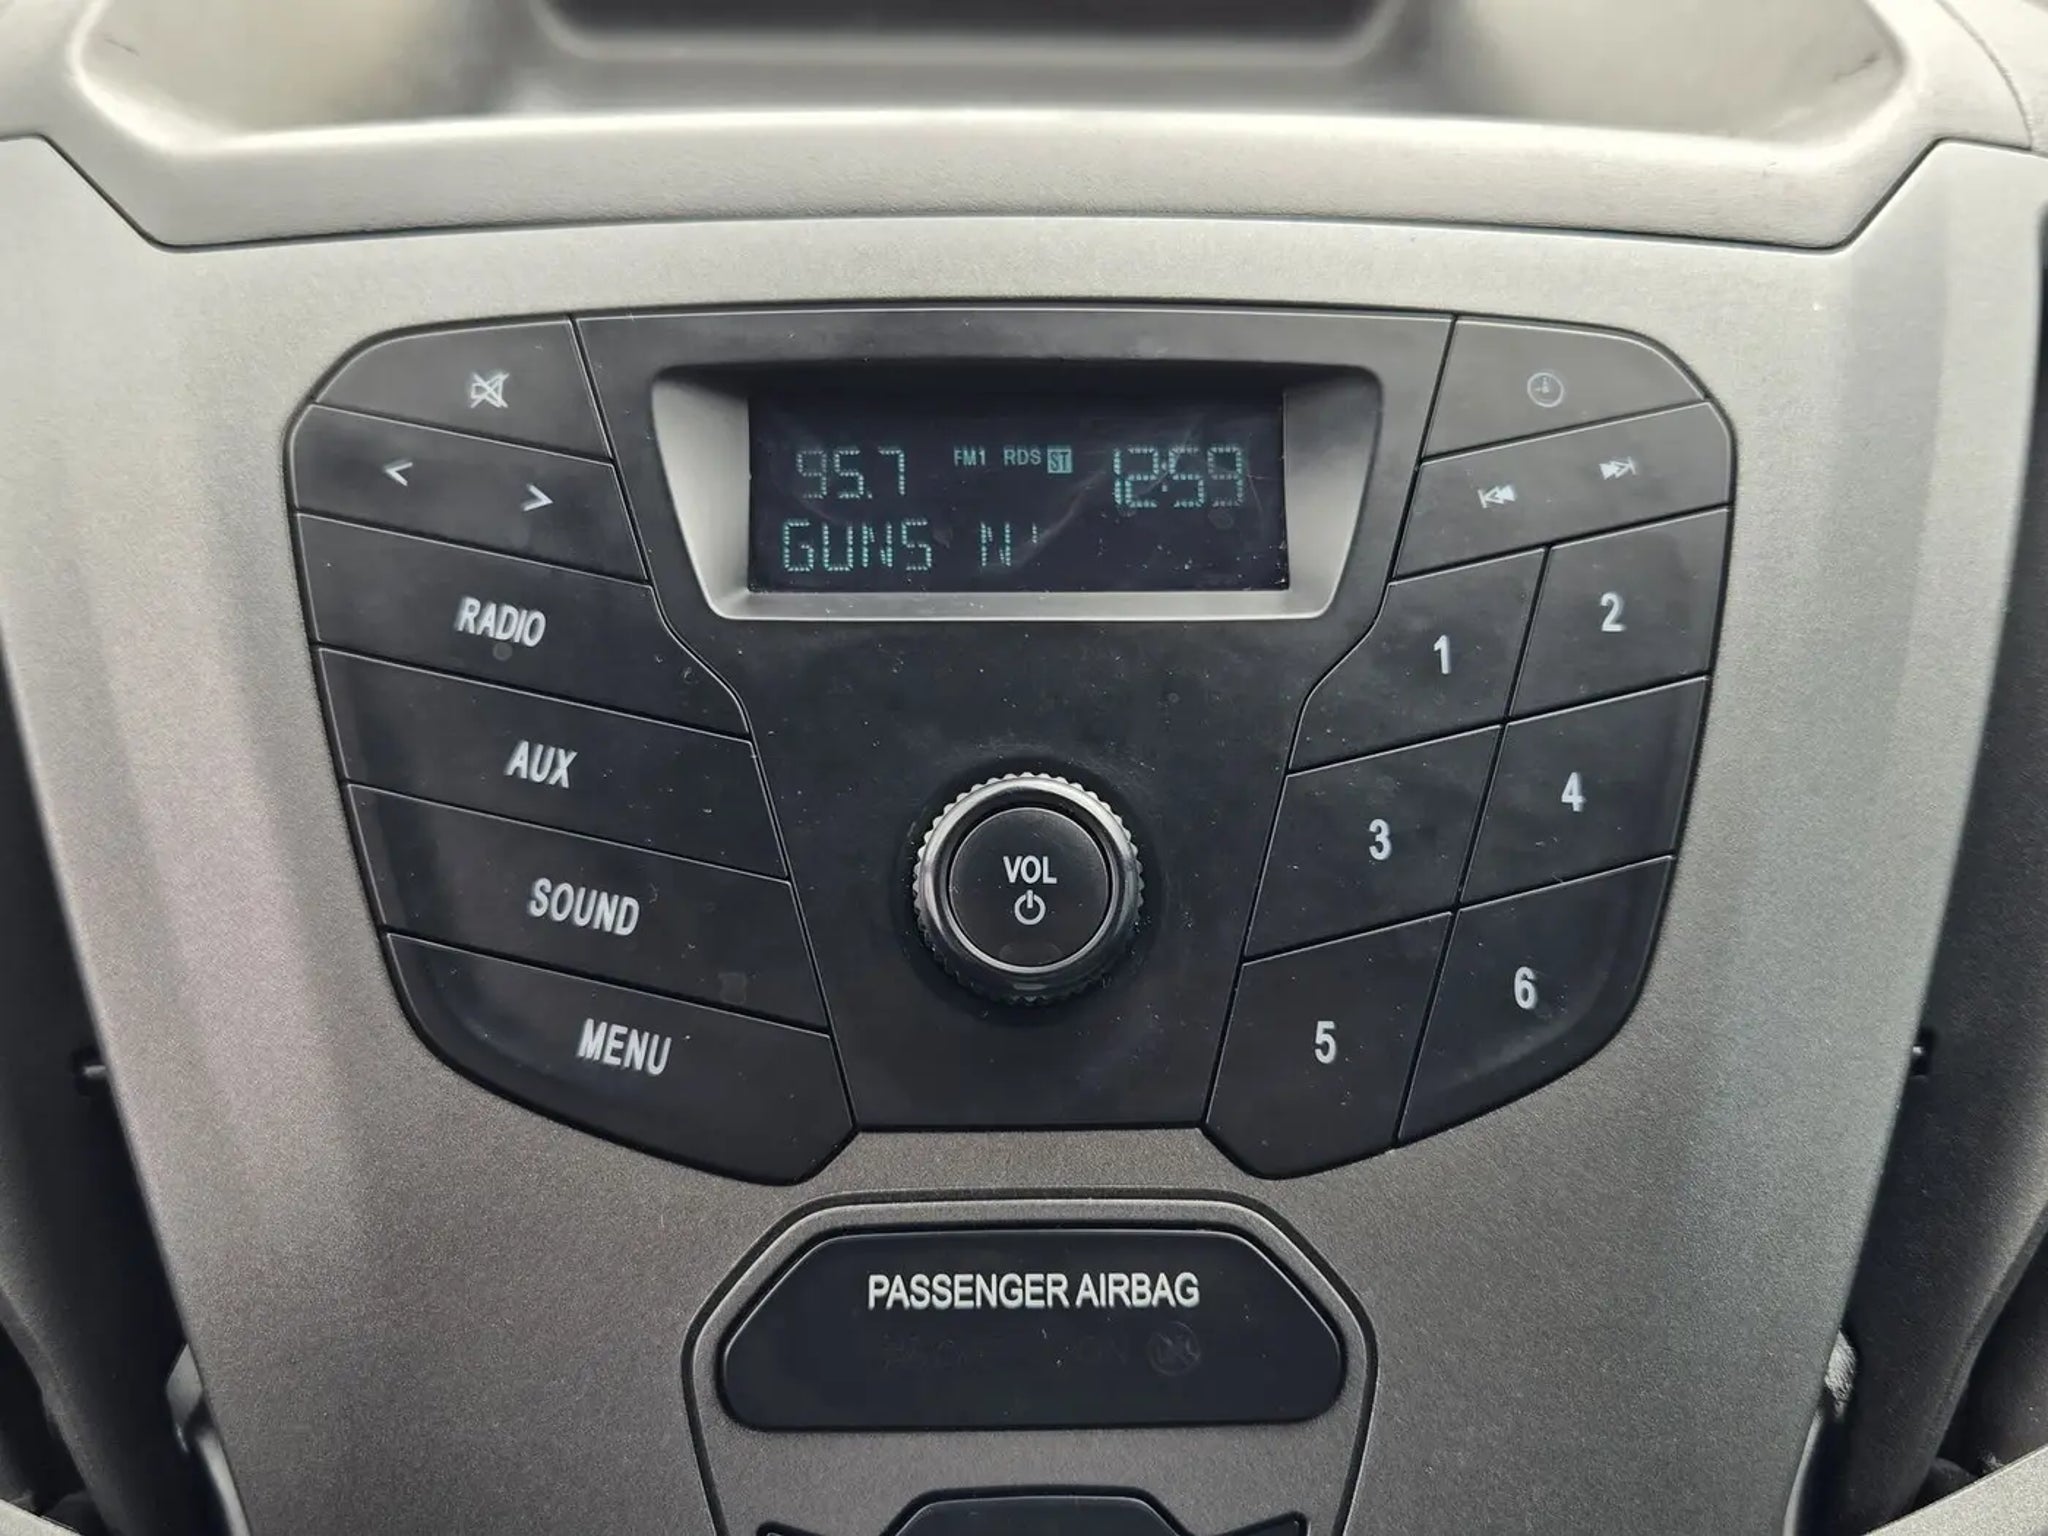 95.7 FM1 RDS ST 12:59
GUNS N'
RADIO
AUX
SOUND
MENU
VOL
1 2
3 4
5 6
PASSENGER AIRBAG